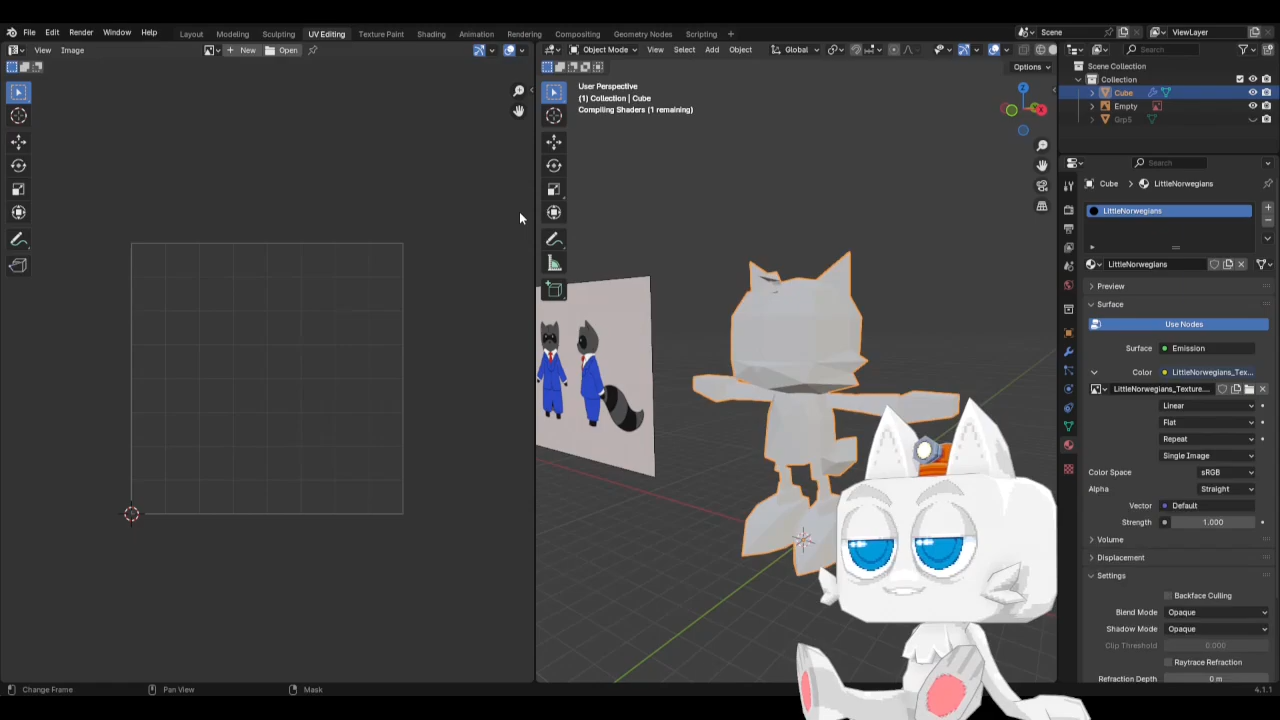 File Edit Render Window Help Layout Modeling Sculpting UV Editing Texture Paint Shading Animation Rendering Compositing Geometry Nodes Scripting Scene ViewLayer
View Image New Open Object Mode View Select Add Object Global Search
Options
Scene Collection
Collection
Cube
Empty
Grp5
User Perspective
(1) Collection | Cube
Compiling Shaders (1 remaining)
Search
Cube LittleNorwegians
LittleNorwegians
LittleNorwegians
Preview
Surface
Use Nodes
Surface Emission
Color LittleNorwegians_Tex...
LittleNorwegians_Texture...
Linear
Flat
Repeat
Single Image
Color Space sRGB
Alpha Straight
Vector Default
Strength 1.000
Volume
Displacement
Settings
Backface Culling
Blend Mode Opaque
Shadow Mode Opaque
Clip Threshold 0.000
Raytrace Refraction
Refraction Depth 0 m
Change Frame Pan View Mask 4.1.1